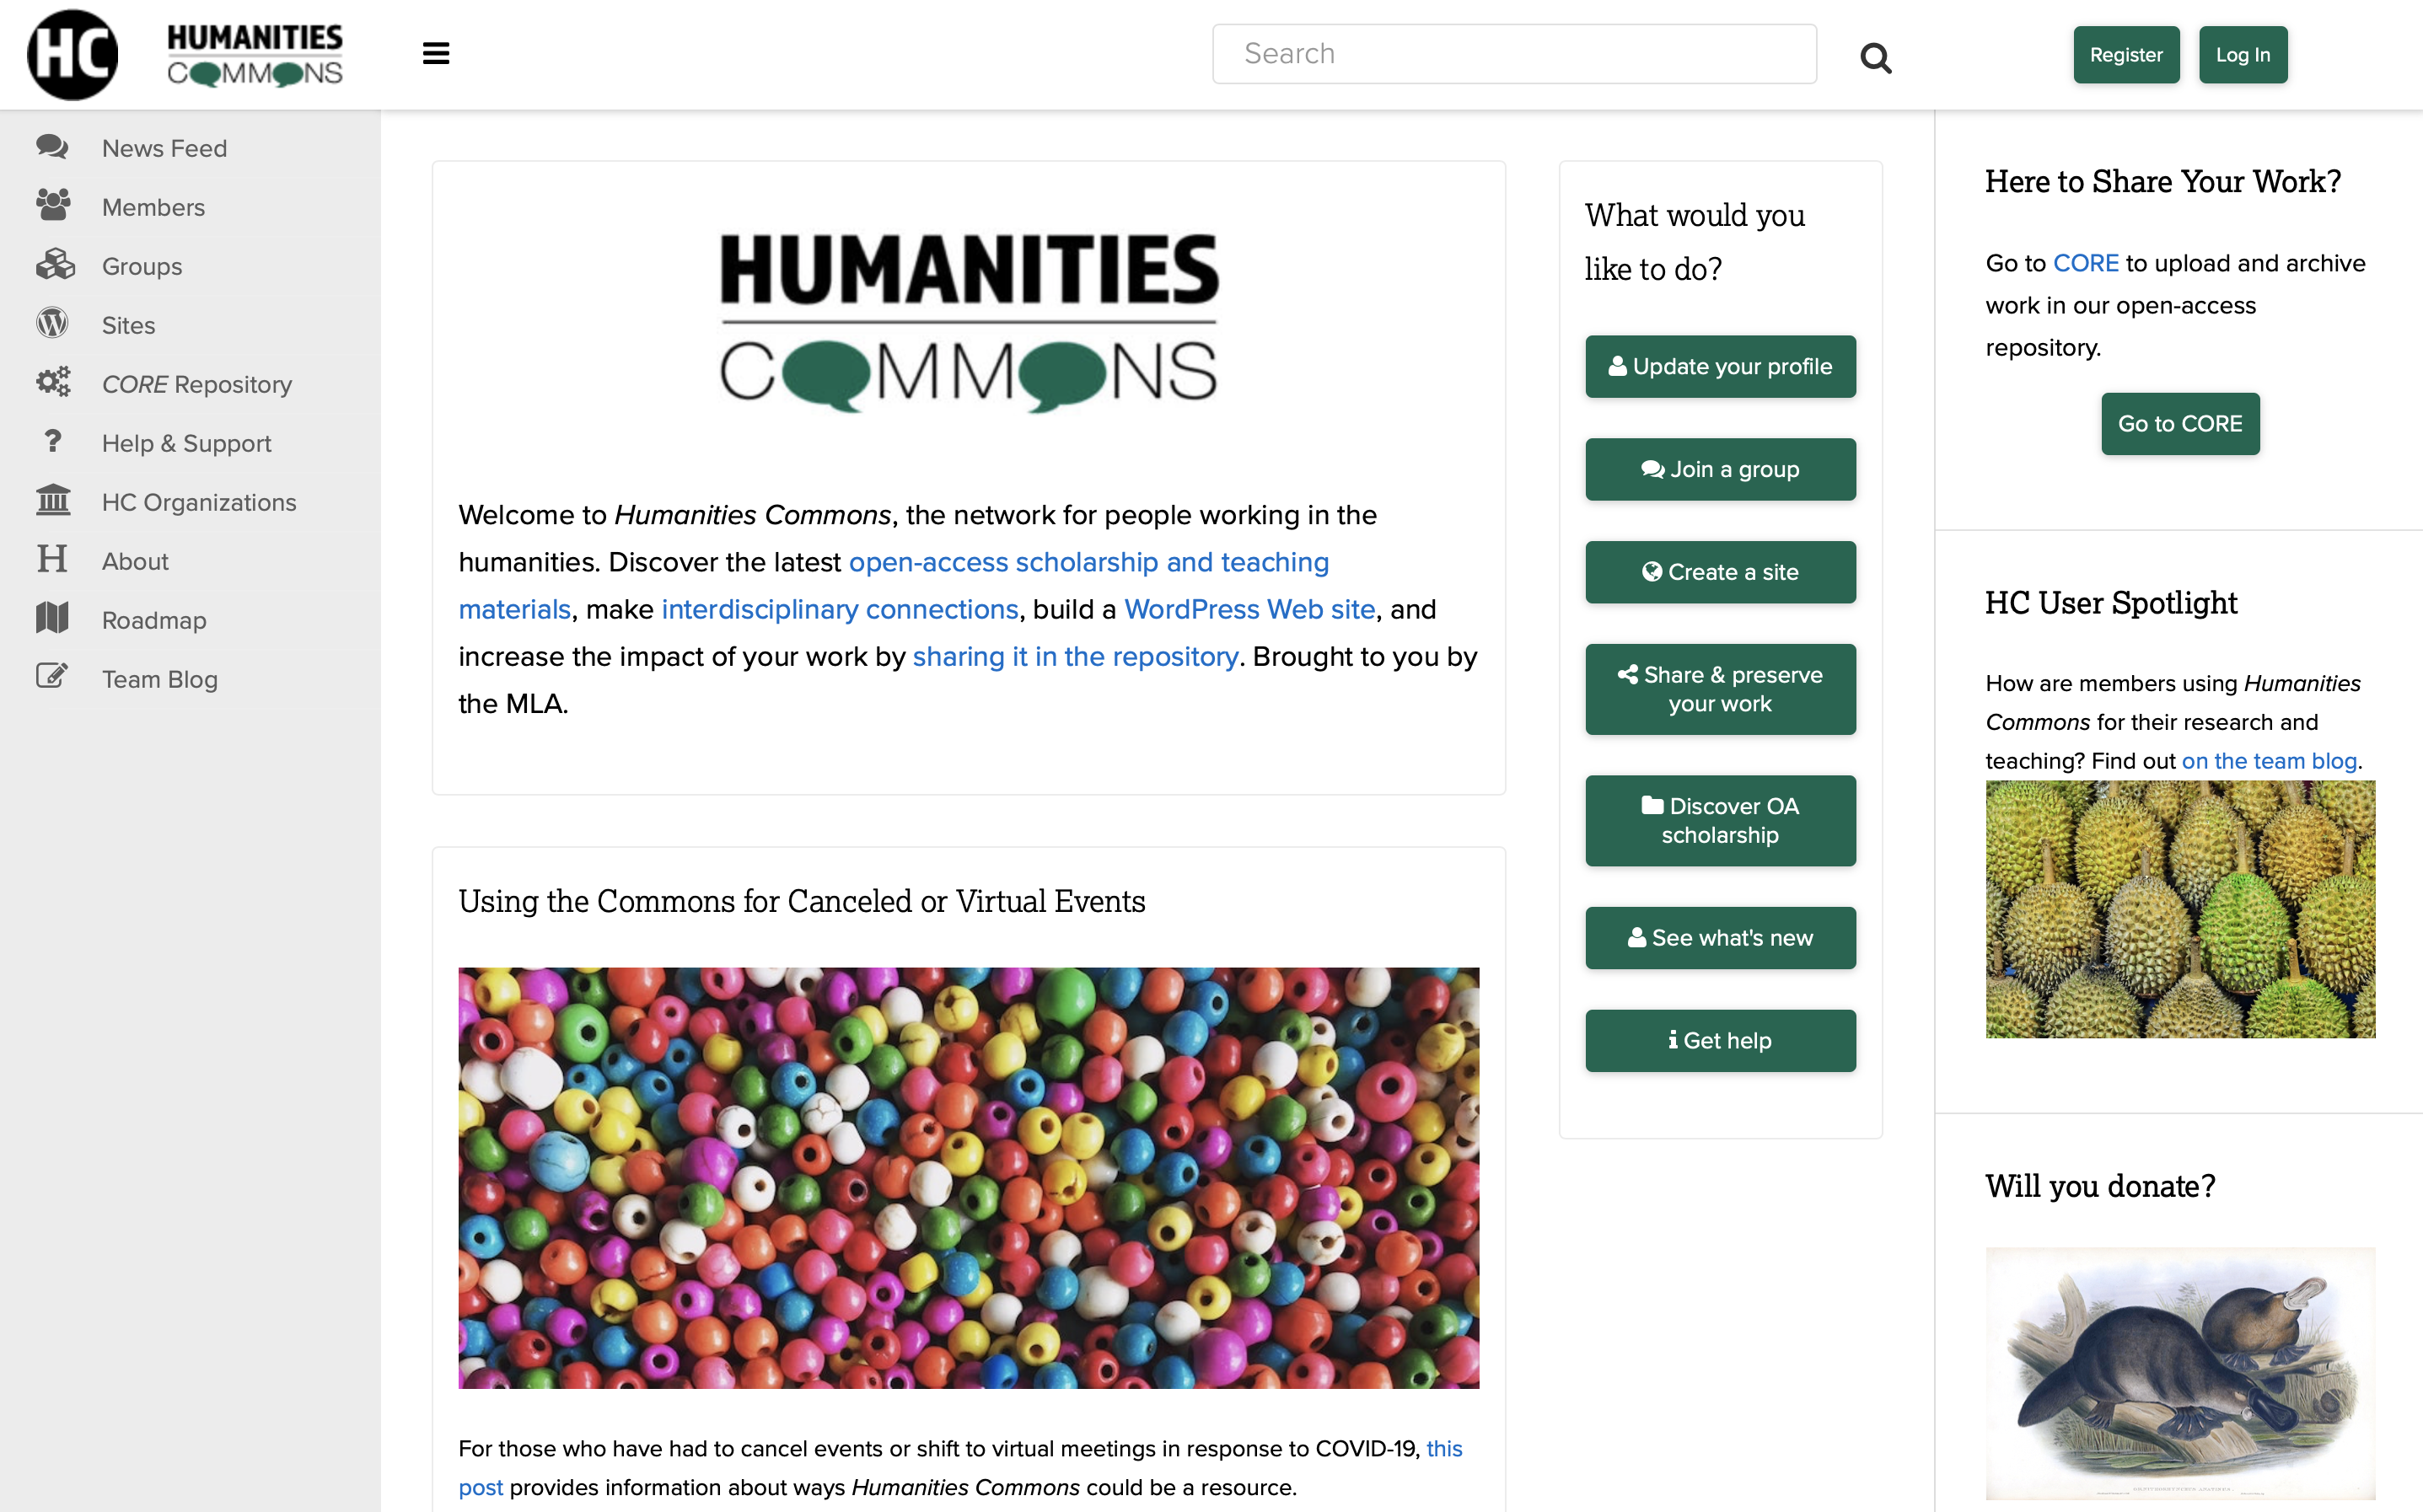 HC
HUMANITIES
COMMONS
Search
Register
Log In
News Feed
Members
Groups
Sites
CORE Repository
Help & Support
HC Organizations
About
Roadmap
Team Blog
HUMANITIES
COMMONS
Welcome to Humanities Commons, the network for people working in the
humanities. Discover the latest open-access scholarship and teaching
materials, make interdisciplinary connections, build a WordPress Web site, and
increase the impact of your work by sharing it in the repository. Brought to you by
the MLA.
Using the Commons for Canceled or Virtual Events
For those who have had to cancel events or shift to virtual meetings in response to COVID-19, this
post provides information about ways Humanities Commons could be a resource.
What would you
like to do?
Update your profile
Join a group
Create a site
Share & preserve
your work
Discover OA
scholarship
See what's new
Get help
Here to Share Your Work?
Go to CORE to upload and archive
work in our open-access
repository.
Go to CORE
HC User Spotlight
How are members using Humanities
Commons for their research and
teaching? Find out on the team blog.
Will you donate?